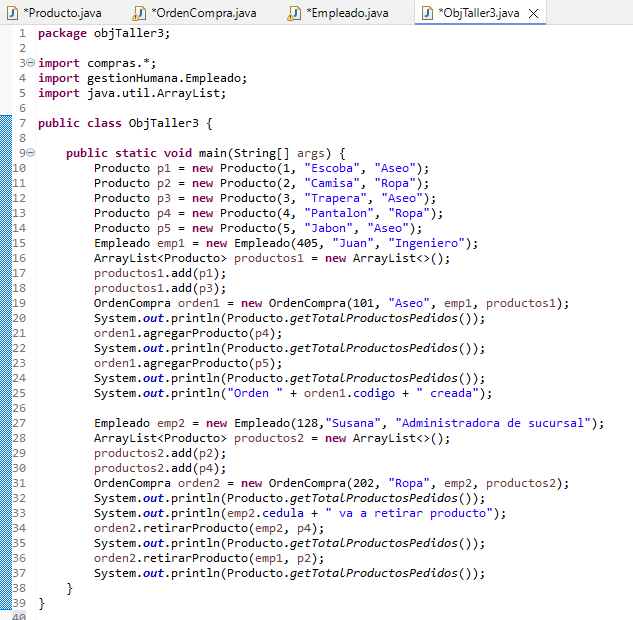 *Producto.java *OrdenCompra.java *Empleado.java *ObjTaller3.java
1 package objTaller3;
2
3 import compras.*;
4 import gestionHumana.Empleado;
5 import java.util.ArrayList;
6
7 public class ObjTaller3 {
8
9     public static void main(String[] args) {
10         Producto p1 = new Producto(1, "Escoba", "Aseo");
11         Producto p2 = new Producto(2, "Camisa", "Ropa");
12         Producto p3 = new Producto(3, "Trapera", "Aseo");
13         Producto p4 = new Producto(4, "Pantalon", "Ropa");
14         Producto p5 = new Producto(5, "Jabon", "Aseo");
15         Empleado emp1 = new Empleado(405, "Juan", "Ingeniero");
16         ArrayList<Producto> productos1 = new ArrayList<>();
17         productos1.add(p1);
18         productos1.add(p3);
19         OrdenCompra orden1 = new OrdenCompra(101, "Aseo", emp1, productos1);
20         System.out.println(Producto.getTotalProductosPedidos());
21         orden1.agregarProducto(p4);
22         System.out.println(Producto.getTotalProductosPedidos());
23         orden1.agregarProducto(p5);
24         System.out.println(Producto.getTotalProductosPedidos());
25         System.out.println("Orden " + orden1.codigo + " creada");
26
27         Empleado emp2 = new Empleado(128,"Susana", "Administradora de sucursal");
28         ArrayList<Producto> productos2 = new ArrayList<>();
29         productos2.add(p2);
30         productos2.add(p4);
31         OrdenCompra orden2 = new OrdenCompra(202, "Ropa", emp2, productos2);
32         System.out.println(Producto.getTotalProductosPedidos());
33         System.out.println(emp2.cedula + " va a retirar producto");
34         orden2.retirarProducto(emp2, p4);
35         System.out.println(Producto.getTotalProductosPedidos());
36         orden2.retirarProducto(emp1, p2);
37         System.out.println(Producto.getTotalProductosPedidos());
38     }
39 }
40